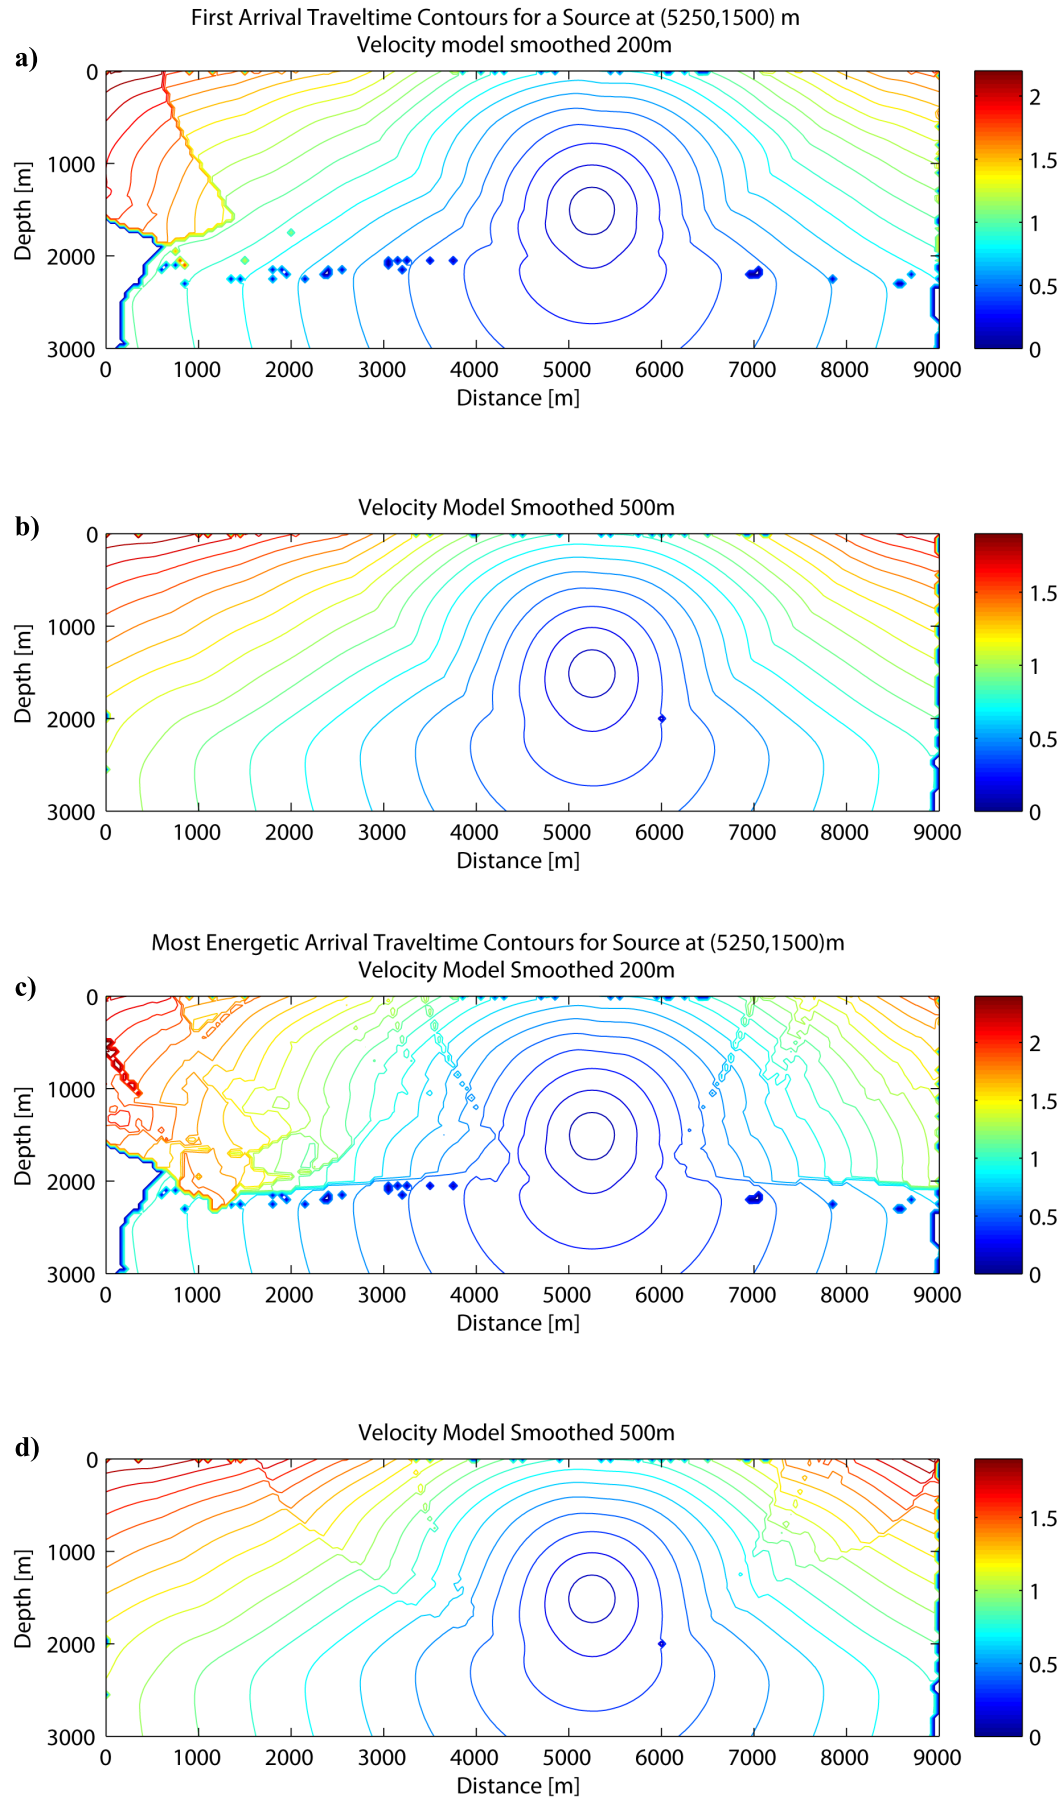 First Arrival Traveltime Contours for a Source at (5250,1500) m
Velocity model smoothed 200m
a)
0
1000
2000
3000
Depth [m]
0 1000 2000 3000 4000 5000 6000 7000 8000 9000
Distance [m]
2
1.5
1
0.5
0
Velocity Model Smoothed 500m
b)
0
1000
2000
3000
Depth [m]
0 1000 2000 3000 4000 5000 6000 7000 8000 9000
Distance [m]
1.5
1
0.5
0
Most Energetic Arrival Traveltime Contours for Source at (5250,1500)m
Velocity Model Smoothed 200m
c)
0
1000
2000
3000
Depth [m]
0 1000 2000 3000 4000 5000 6000 7000 8000 9000
Distance [m]
2
1.5
1
0.5
0
Velocity Model Smoothed 500m
d)
0
1000
2000
3000
Depth [m]
0 1000 2000 3000 4000 5000 6000 7000 8000 9000
Distance [m]
1.5
1
0.5
0